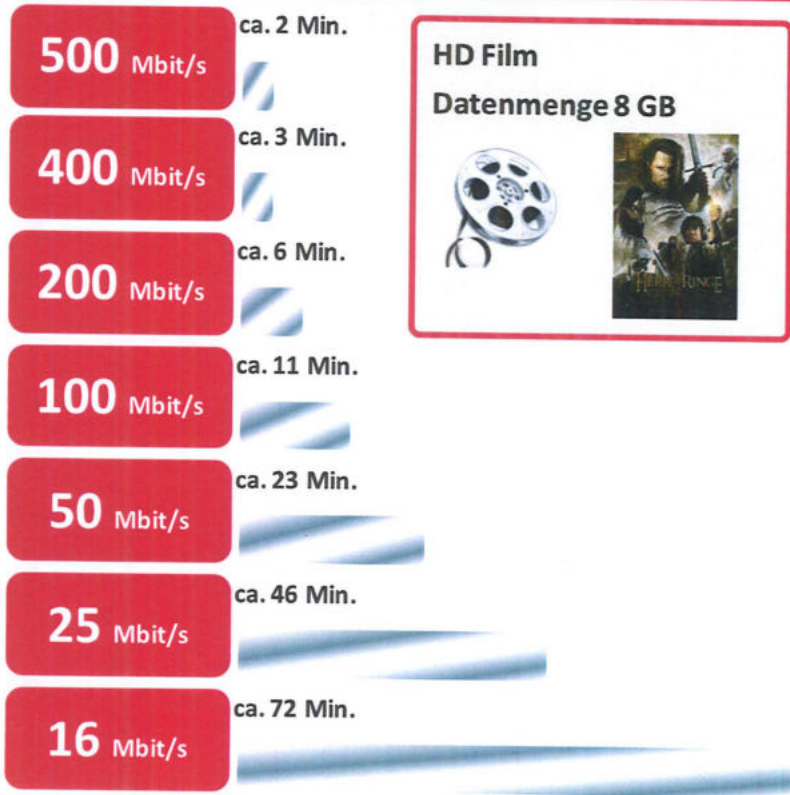 500 Mbit/s
ca. 2 Min.
400 Mbit/s
ca. 3 Min.
200 Mbit/s
ca. 6 Min.
100 Mbit/s
ca. 11 Min.
50 Mbit/s
ca. 23 Min.
25 Mbit/s
ca. 46 Min.
16 Mbit/s
ca. 72 Min.
HD Film
Datenmenge 8 GB
HERR RINGE